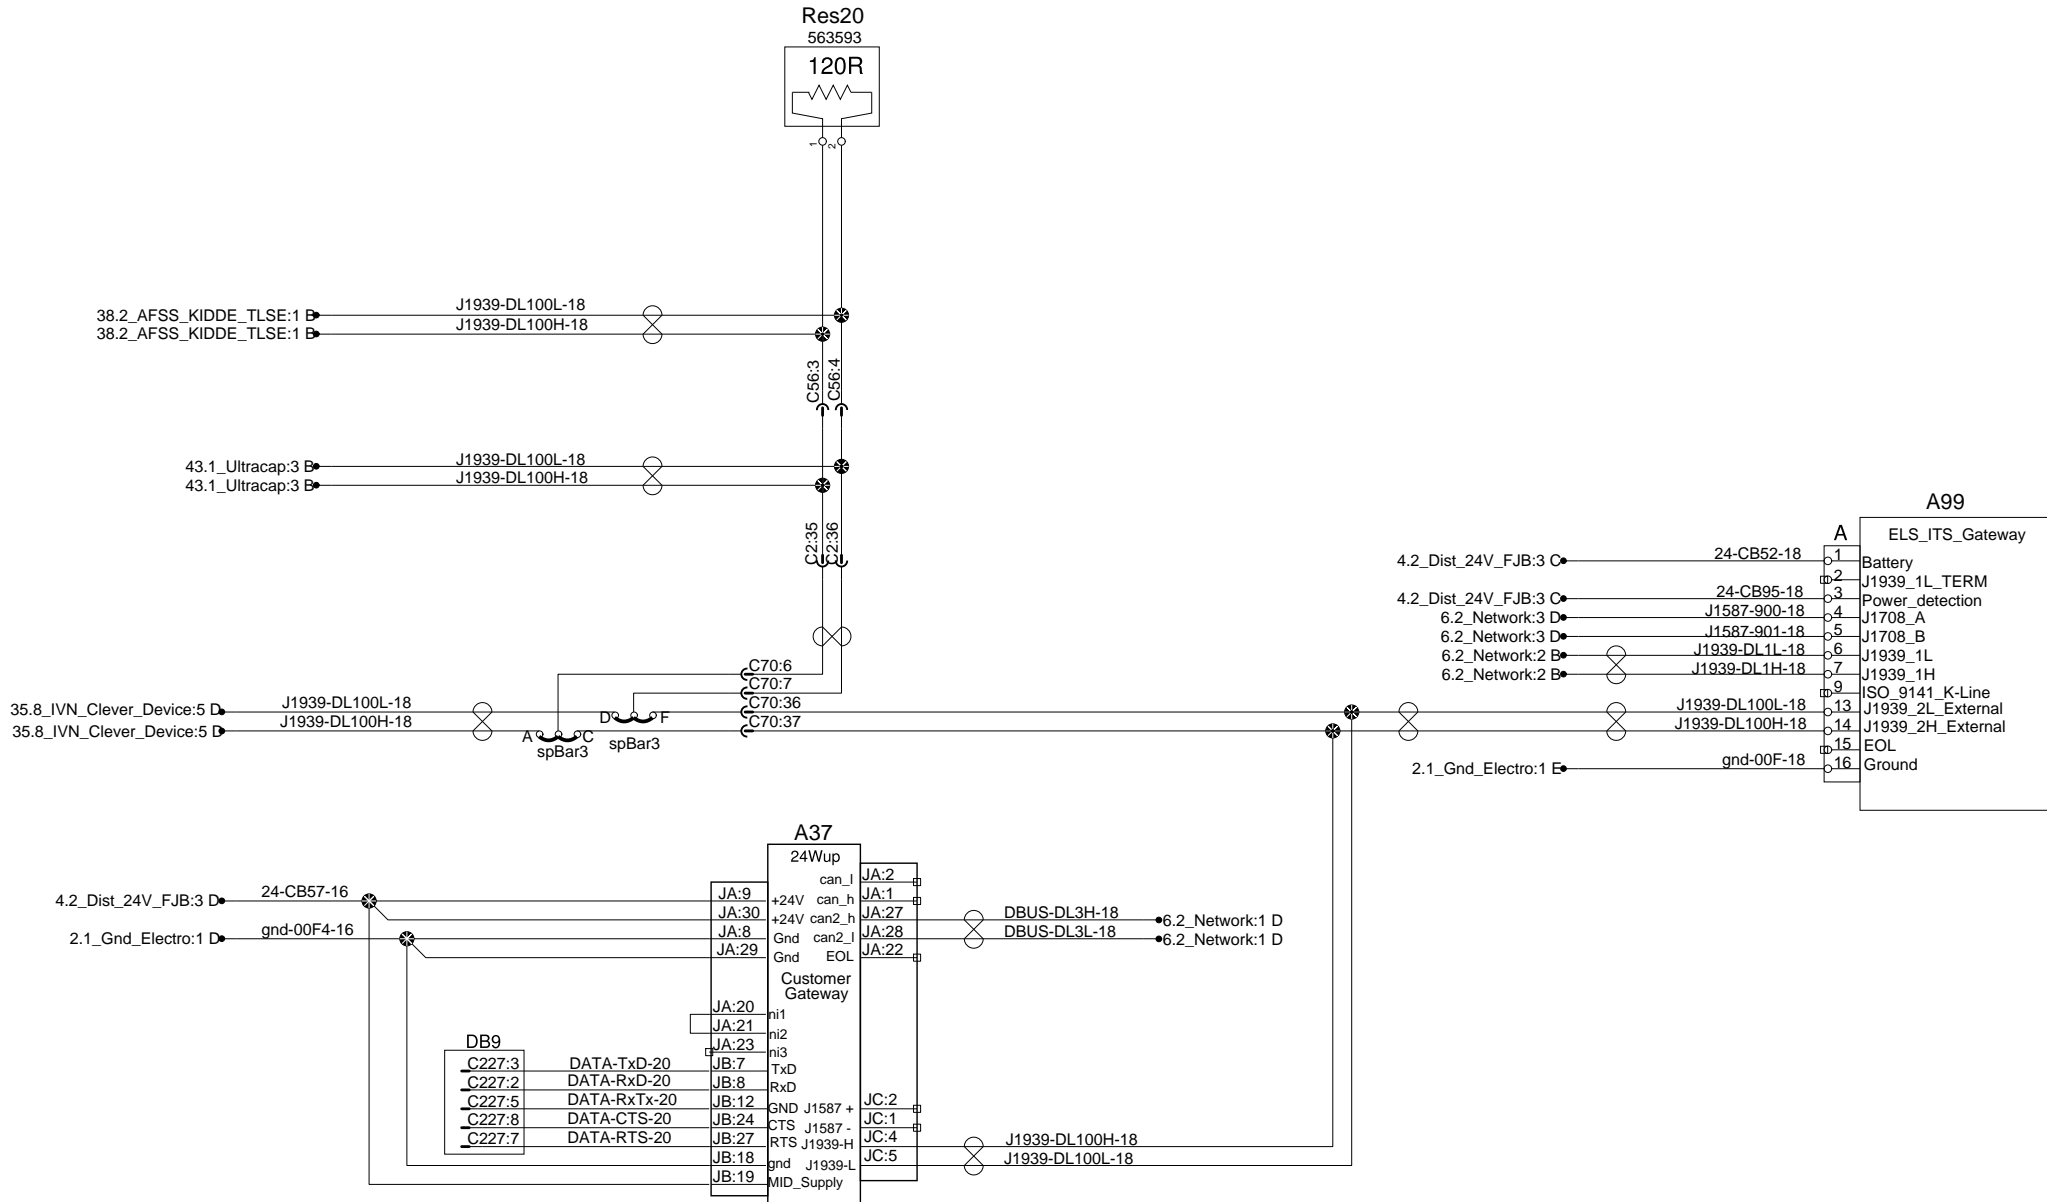 Res20
563593
120R
1
2
38.2_AFSS_KIDDE_TLSE:1 B
J1939-DL100L-18
38.2_AFSS_KIDDE_TLSE:1 B
J1939-DL100H-18
C56:3
C56:4
43.1_Ultracap:3 B
J1939-DL100L-18
43.1_Ultracap:3 B
J1939-DL100H-18
C2:35
C2:36
C70:6
C70:7
35.8_IVN_Clever_Device:5 D
J1939-DL100L-18
D
F
C70:36
35.8_IVN_Clever_Device:5 D
J1939-DL100H-18
A
C
C70:37
spBar3
spBar3
A99
A
ELS_ITS_Gateway
4.2_Dist_24V_FJB:3 C
24-CB52-18
1
Battery
2
J1939_1L_TERM
4.2_Dist_24V_FJB:3 C
24-CB95-18
3
Power_detection
6.2_Network:3 D
J1587-900-18
4
J1708_A
6.2_Network:3 D
J1587-901-18
5
J1708_B
6.2_Network:2 B
J1939-DL1L-18
6
J1939_1L
6.2_Network:2 B
J1939-DL1H-18
7
J1939_1H
9
ISO_9141_K-Line
J1939-DL100L-18
13
J1939_2L_External
J1939-DL100H-18
14
J1939_2H_External
15
EOL
2.1_Gnd_Electro:1 E
gnd-00F-18
16
Ground
A37
24Wup
can_l
JA:2
4.2_Dist_24V_FJB:3 D
24-CB57-16
JA:9
+24V
can_h
JA:1
JA:30
+24V
can2_h
JA:27
DBUS-DL3H-18
6.2_Network:1 D
2.1_Gnd_Electro:1 D
gnd-00F4-16
JA:8
Gnd
can2_l
JA:28
DBUS-DL3L-18
6.2_Network:1 D
JA:29
Gnd
EOL
JA:22
Customer
Gateway
JA:20
ni1
JA:21
ni2
JA:23
ni3
DB9
C227:3
DATA-TxD-20
JB:7
TxD
C227:2
DATA-RxD-20
JB:8
RxD
C227:5
DATA-RxTx-20
JB:12
GND
J1587 +
JC:2
C227:8
DATA-CTS-20
JB:24
CTS
J1587 -
JC:1
C227:7
DATA-RTS-20
JB:27
RTS
J1939-H
JC:4
J1939-DL100H-18
JB:18
gnd
J1939-L
JC:5
J1939-DL100L-18
JB:19
MID_Supply